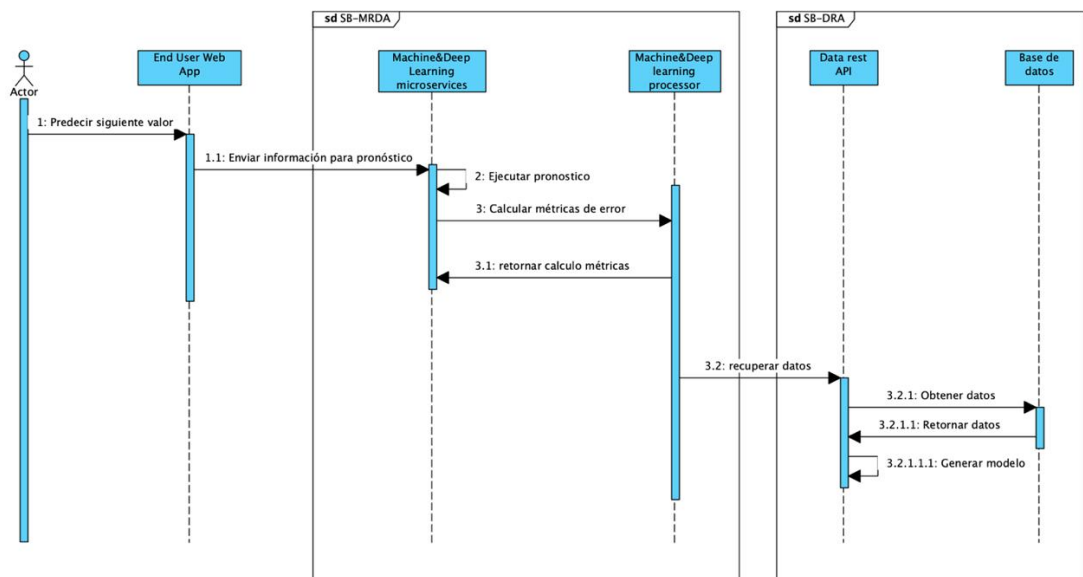 sd SB-MRDA
sd SB-DRA
Actor
End User Web
App
Machine&Deep
Learning
microservices
Machine&Deep
learning
processor
Data rest
API
Base de
datos
1: Predecir siguiente valor
1.1: Enviar información para pronóstico
2: Ejecutar pronostico
3: Calcular métricas de error
3.1: retornar calculo métricas
3.2: recuperar datos
3.2.1: Obtener datos
3.2.1.1: Retornar datos
3.2.1.1.1: Generar modelo